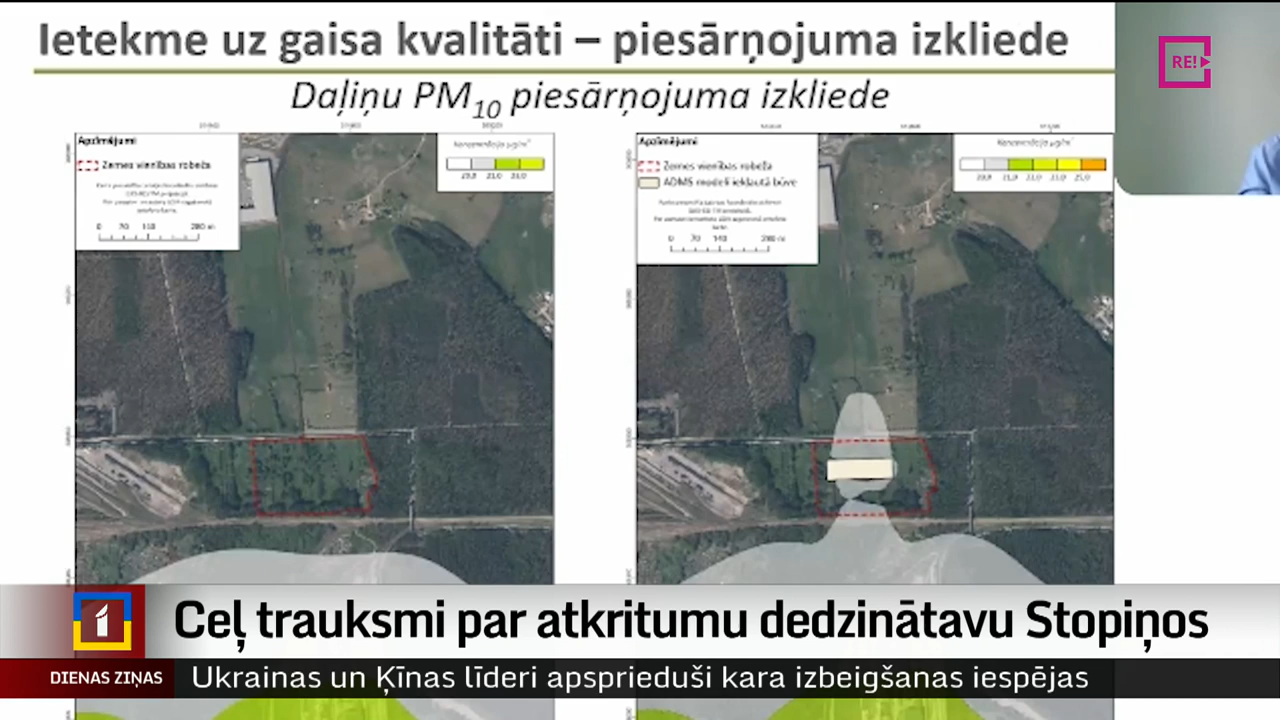 Ietekme uz gaisa kvalitāti – piesārņojuma izkliede
RE!
Daļiņu PM10 piesārņojuma izkliede
Apzīmējumi
Zemes vienības robeža
0 70 140 280 m
Apzīmējumi
Zemes vienības robeža
ADMS modelī iekļautā būve
0 70 140 280 m
1
Ceļ trauksmi par atkritumu dedzinātavu Stopiņos
DIENAS ZIŅAS
Ukrainas un Ķīnas līderi apsprieduši kara izbeigšanas iespējas